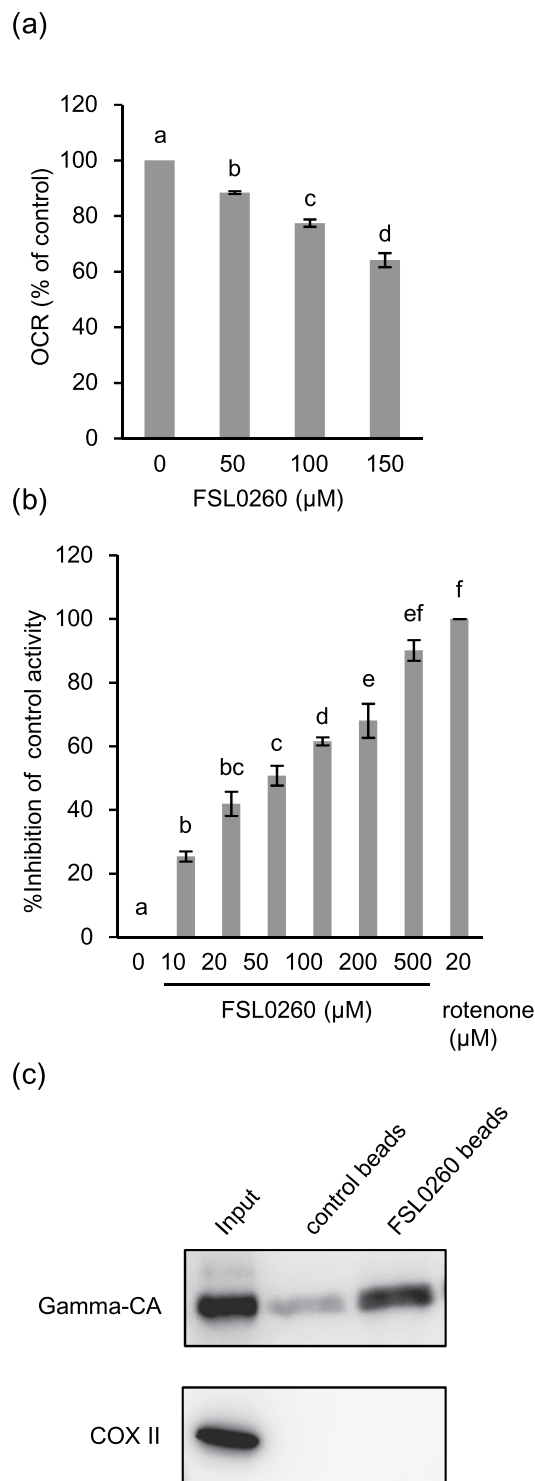 (a)
120
a
100
b
c
80
d
60
40
20
0
OCR (% of control)
0 50 100 150
FSL0260 (µM)
(b)
120
f
100
ef
80
e
d
60
c
bc
40
b
20
a
0
%Inhibition of control activity
0 10 20 50 100 200 500 20
FSL0260 (µM)
rotenone
(µM)
(c)
Input
control beads
FSL0260 beads
Gamma-CA
COX II